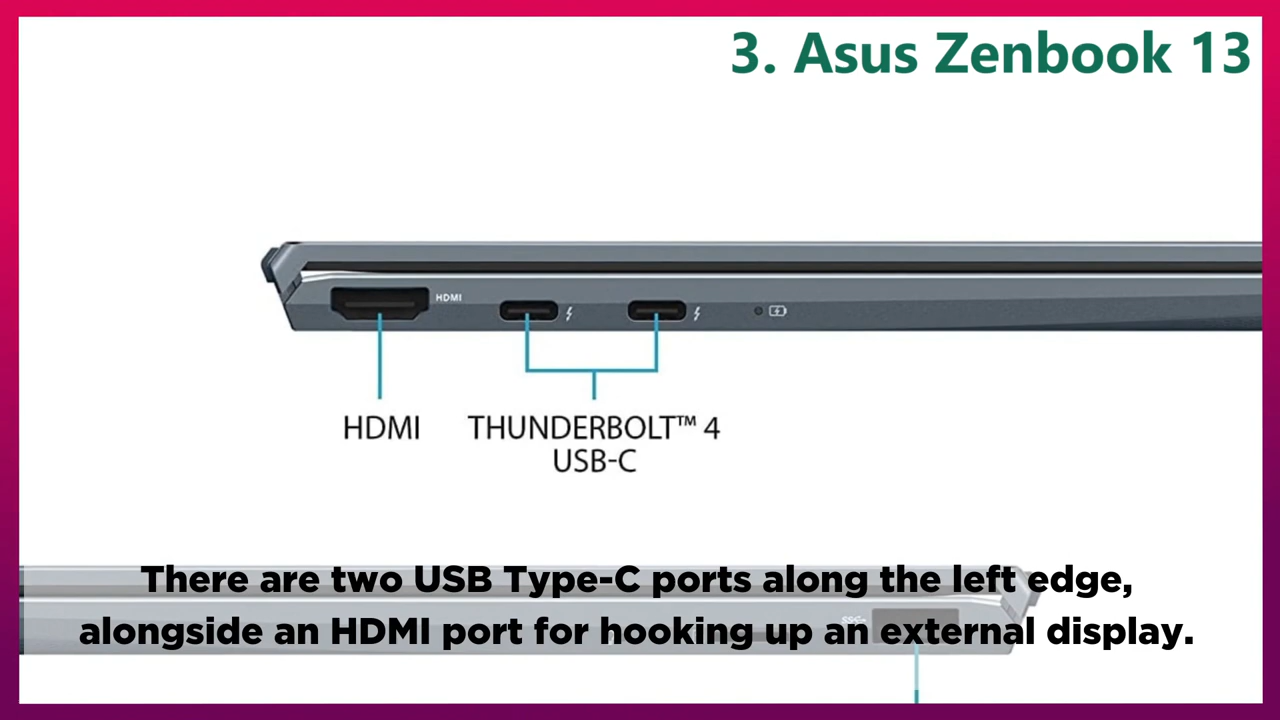 3. Asus Zenbook 13
HDMI
HDMI
THUNDERBOLT™ 4
USB-C
There are two USB Type-C ports along the left edge,
alongside an HDMI port for hooking up an external display.